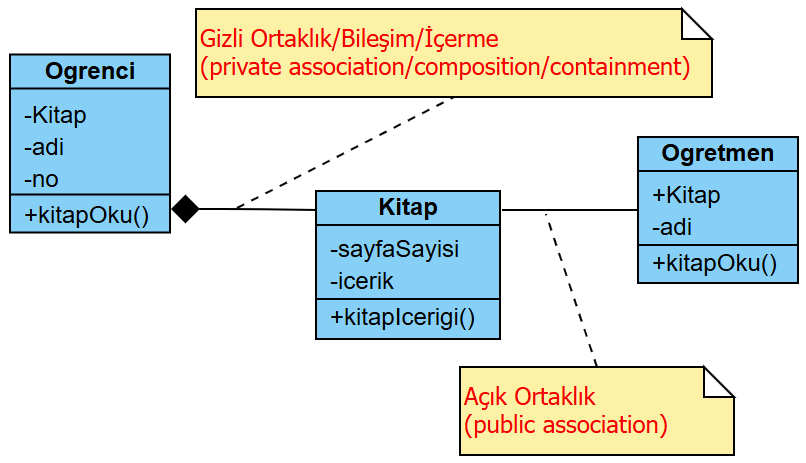 Gizli Ortaklık/Bileşim/İçerme
(private association/composition/containment)
Ogrenci
-Kitap
-adi
-no
+kitapOku()
Kitap
-sayfaSayisi
-icerik
+kitapIcerigi()
Ogretmen
+Kitap
-adi
+kitapOku()
Açık Ortaklık
(public association)